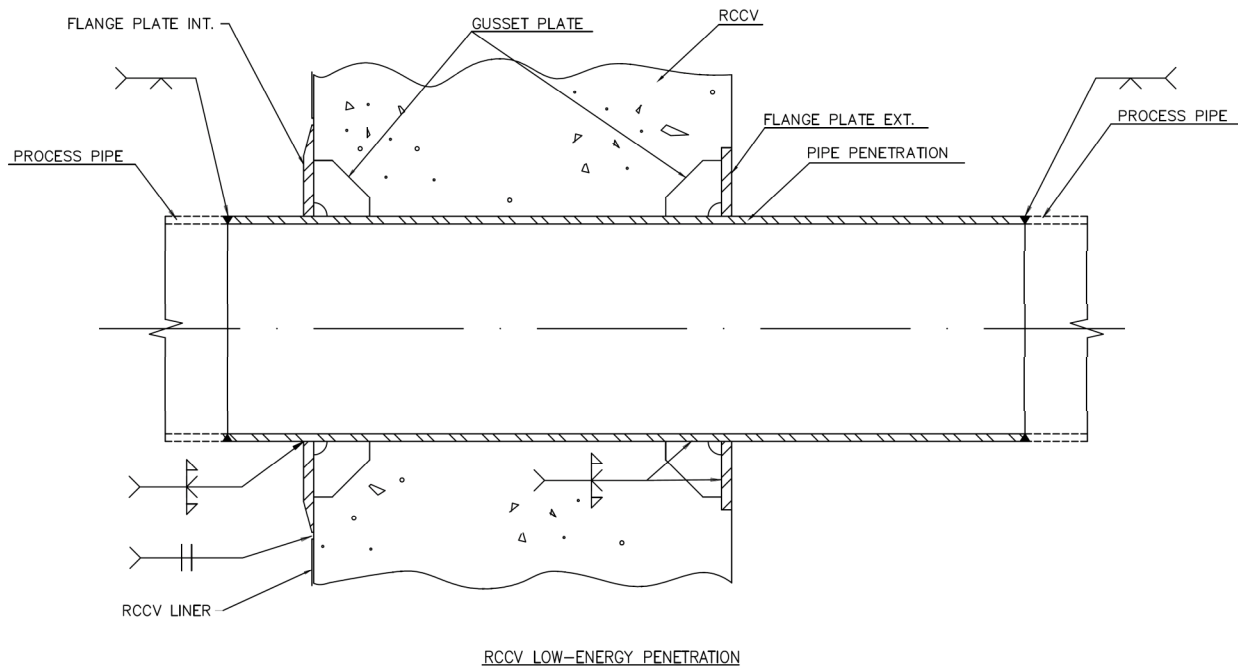 FLANGE PLATE INT.
GUSSET PLATE
RCCV
PROCESS PIPE
FLANGE PLATE EXT.
PROCESS PIPE
PIPE PENETRATION
RCCV LINER
RCCV LOW-ENERGY PENETRATION